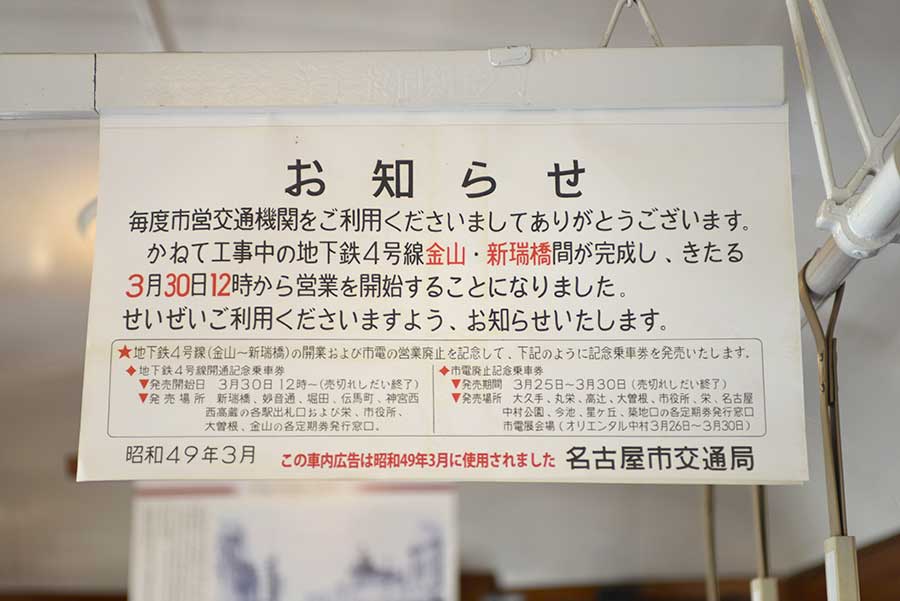 お知らせ
毎度市営交通機関をご利用くださいましてありがとうございます。
かねて工事中の地下鉄4号線金山・新瑞橋間が完成し、きたる
3月30日12時から営業を開始することになりました。
せいぜいご利用くださいますよう、お知らせいたします。
★地下鉄4号線(金山～新瑞橋)の開業および市電の営業廃止を記念して、下記のように記念乗車券を発売いたします。
◆地下鉄4号線開通記念乗車券
▼発売開始日 3月30日12時～(売切れしだい終了)
▼発売場所 新瑞橋、妙音通、堀田、伝馬町、神宮西
西高蔵の各駅出札口および栄、市役所、
大曽根、金山の各定期券発行窓口。
◆市電廃止記念乗車券
▼発売期間 3月25日～3月30日(売切れしだい終了)
▼発売場所 大久手、丸栄、高辻、大曽根、市役所、栄、名古屋
中村公園、今池、星ヶ丘、築地口の各定期券発行窓口
市電展会場(オリエンタル中村3月26日～3月30日)
昭和49年3月 この車内広告は昭和49年3月に使用されました 名古屋市交通局